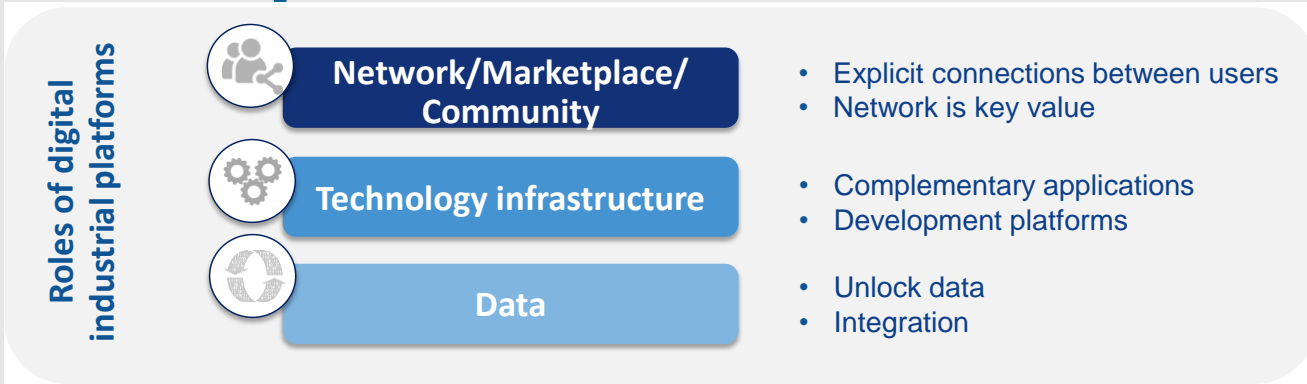 Roles of digital
industrial platforms
Network/Marketplace/
Community
• Explicit connections between users
• Network is key value
Technology infrastructure
• Complementary applications
• Development platforms
Data
• Unlock data
• Integration